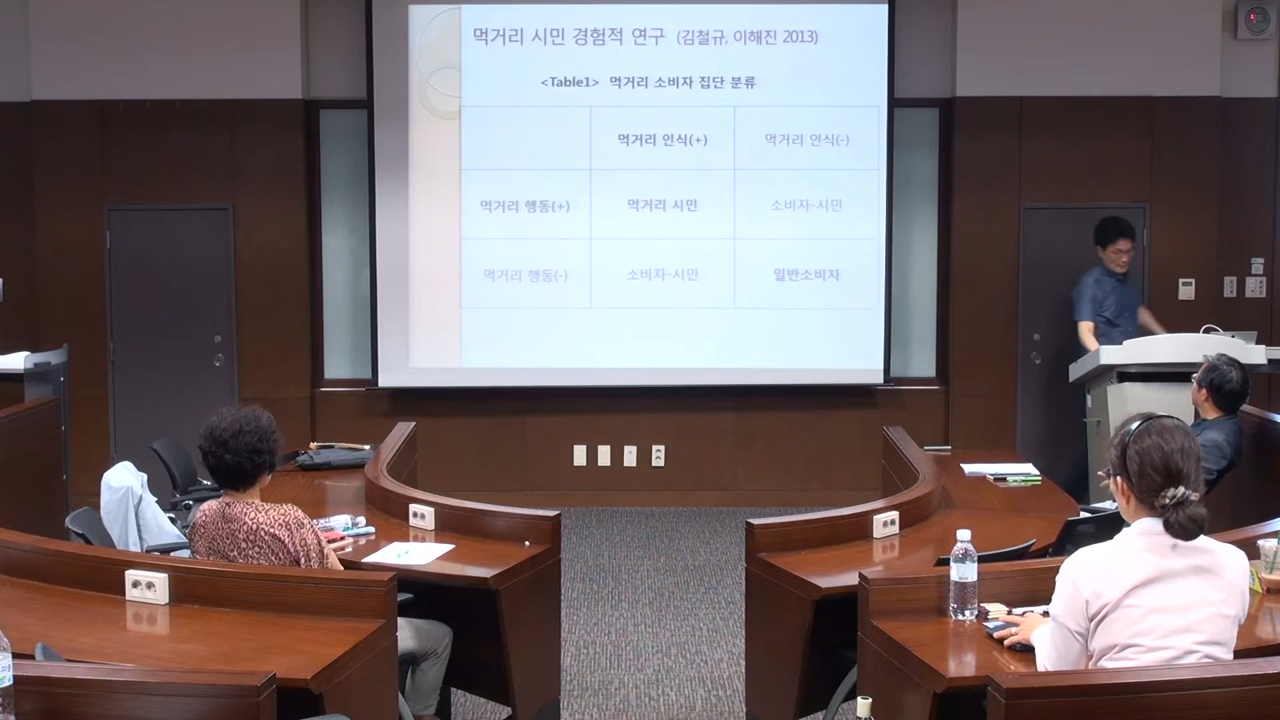 먹거리 시민 경험적 연구 (김철규, 이해진 2013)
<Table1> 먹거리 소비자 집단 분류
먹거리 인식(+) 먹거리 인식(-)
먹거리 행동(+) 먹거리 시민 소비자-시민
먹거리 행동(-) 소비자-시민 일반소비자